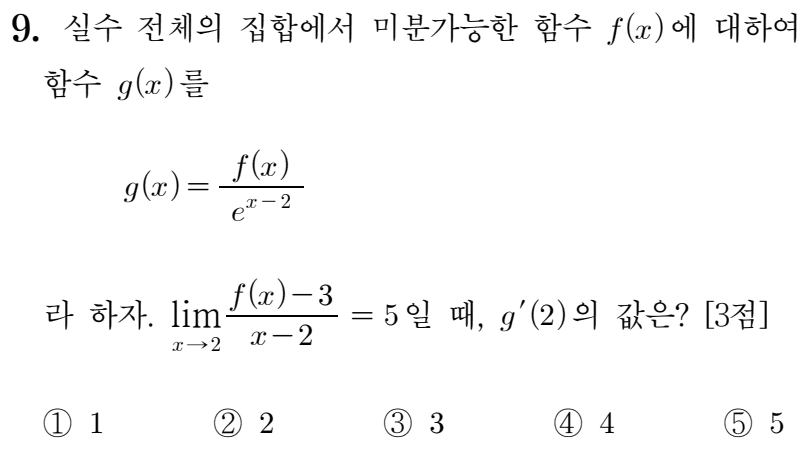 9. 실수 전체의 집합에서 미분가능한 함수 f(x)에 대하여
함수 g(x)를
g(x) = f(x) / e^{x-2}
라 하자. lim_{x→2} (f(x)-3)/(x-2) = 5일 때, g′(2)의 값은? [3점]
① 1 ② 2 ③ 3 ④ 4 ⑤ 5